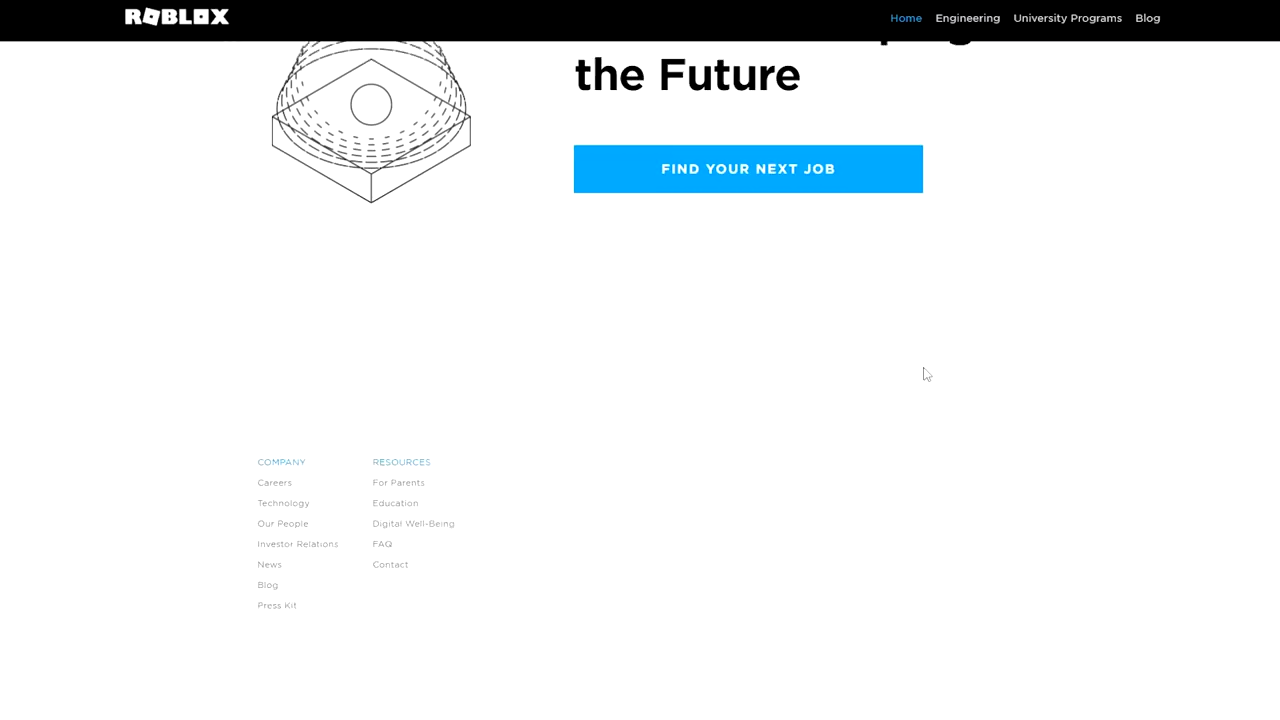 ROBLOX
Home Engineering University Programs Blog
the Future
FIND YOUR NEXT JOB
COMPANY
Careers
Technology
Our People
Investor Relations
News
Blog
Press Kit
RESOURCES
For Parents
Education
Digital Well-Being
FAQ
Contact